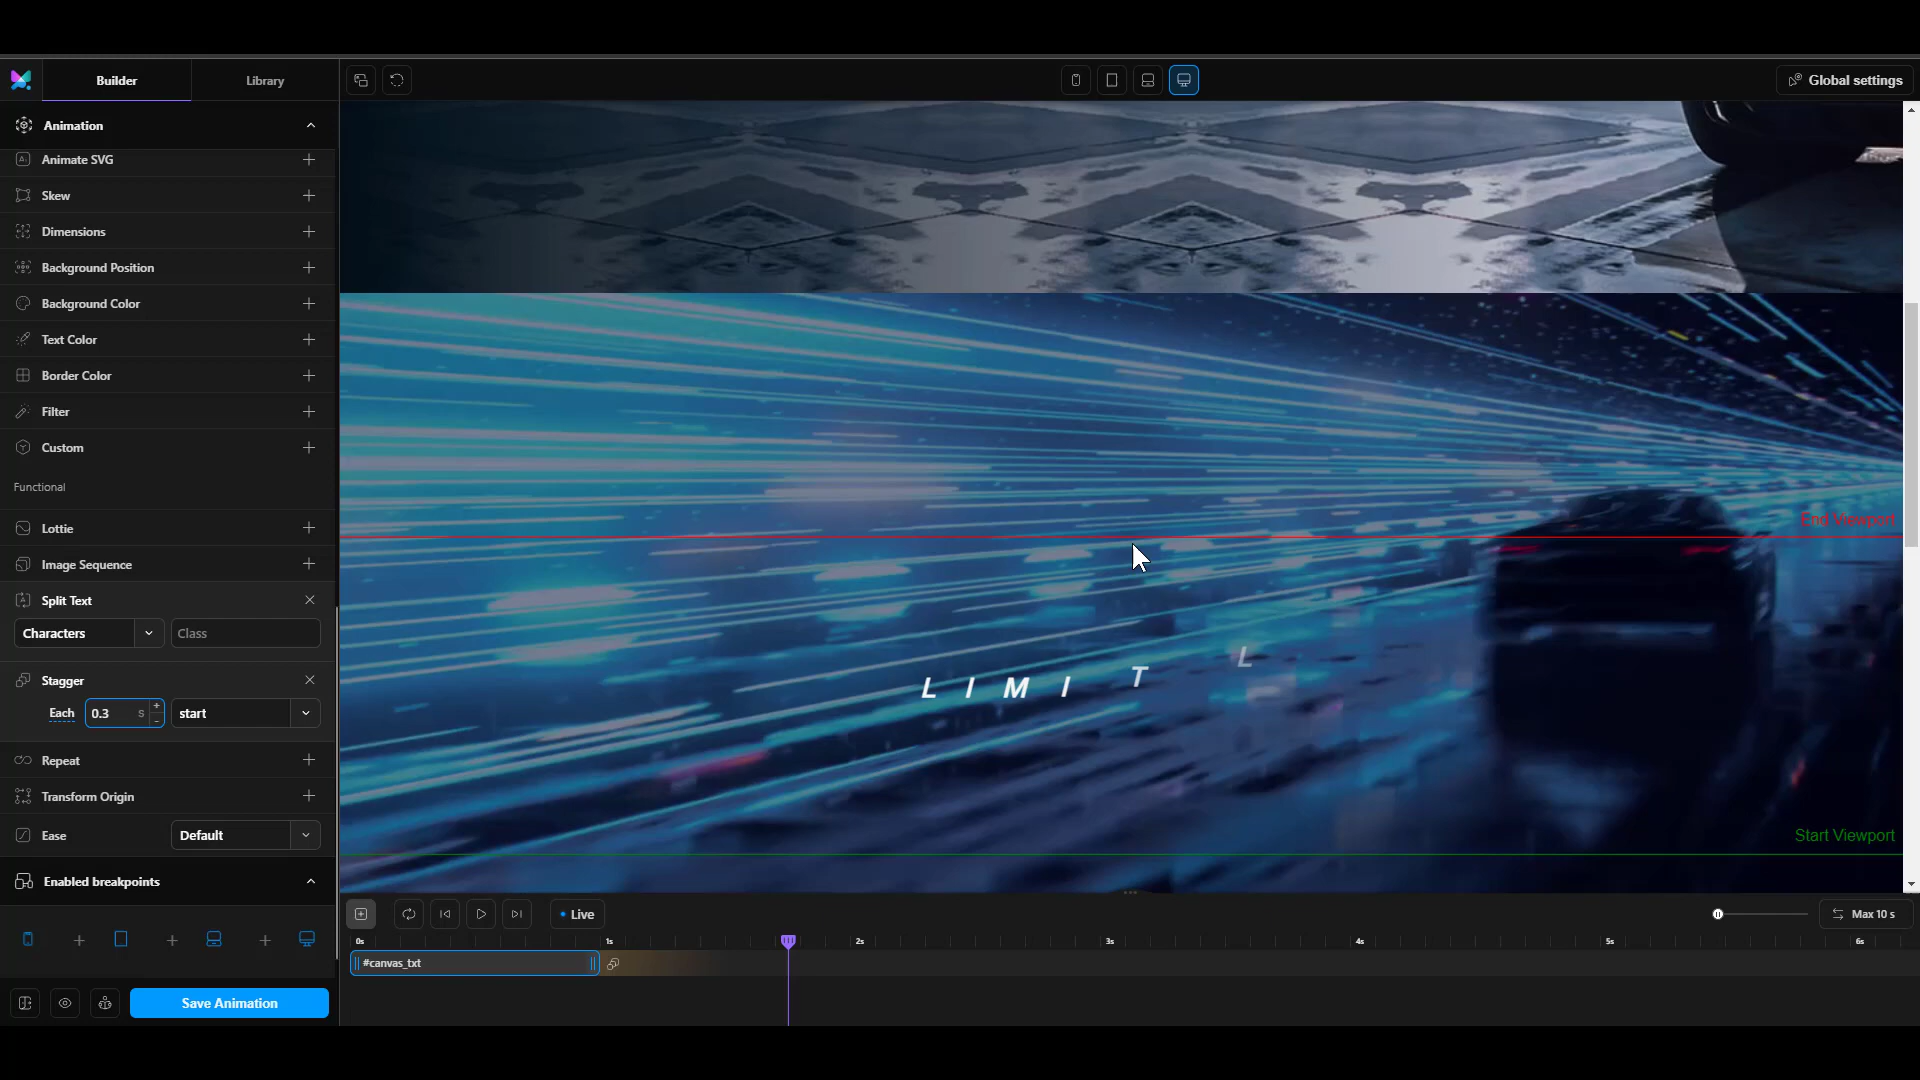 Builder
Library
Global settings
Animation
Animate SVG
Skew
Dimensions
Background Position
Background Color
Text Color
Border Color
Filter
Custom
Functional
Lottie
Image Sequence
Split Text
Characters
Class
Stagger
Each
0.3
s
start
Repeat
Transform Origin
Ease
Default
Enabled breakpoints
Save Animation
End Viewport
L I M I T L
Start Viewport
Live
Max 10 s
0s 1s 2s 3s 4s 5s 6s
#canvas_txt